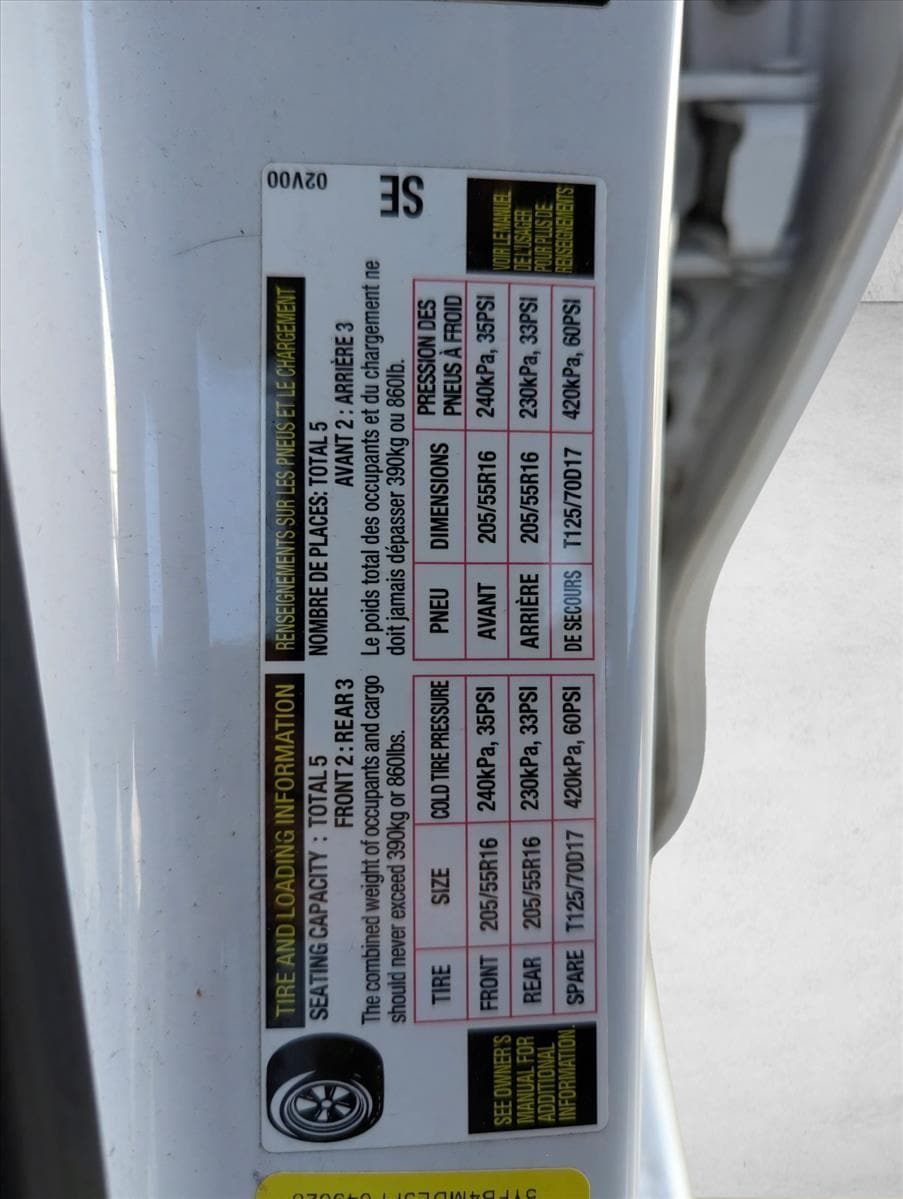 TIRE AND LOADING INFORMATION
SEATING CAPACITY : TOTAL 5
FRONT 2 : REAR 3
The combined weight of occupants and cargo
should never exceed 390kg or 860lbs.
TIRE SIZE COLD TIRE PRESSURE
FRONT 205/55R16 240kPa, 35PSI
REAR 205/55R16 230kPa, 33PSI
SPARE T125/70D17 420kPa, 60PSI
SEE OWNER'S
MANUAL FOR
ADDITIONAL
INFORMATION.
RENSEIGNEMENTS SUR LES PNEUS ET LE CHARGEMENT
NOMBRE DE PLACES: TOTAL 5
AVANT 2 : ARRIÈRE 3
Le poids total des occupants et du chargement ne
doit jamais dépasser 390kg ou 860lb.
PNEU DIMENSIONS PRESSION DES
PNEUS À FROID
AVANT 205/55R16 240kPa, 35PSI
ARRIÈRE 205/55R16 230kPa, 33PSI
DE SECOURS T125/70D17 420kPa, 60PSI
02V00
SE
VOIR LE MANUEL
DE L'USAGER
POUR PLUS DE
RENSEIGNEMENTS